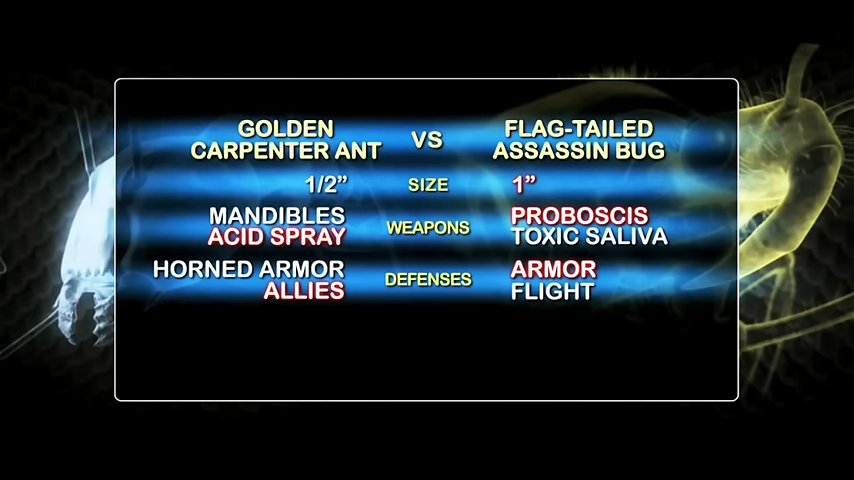 GOLDEN CARPENTER ANT VS FLAG-TAILED ASSASSIN BUG
1/2” SIZE 1”
MANDIBLES ACID SPRAY WEAPONS PROBOSCIS TOXIC SALIVA
HORNED ARMOR ALLIES DEFENSES ARMOR FLIGHT